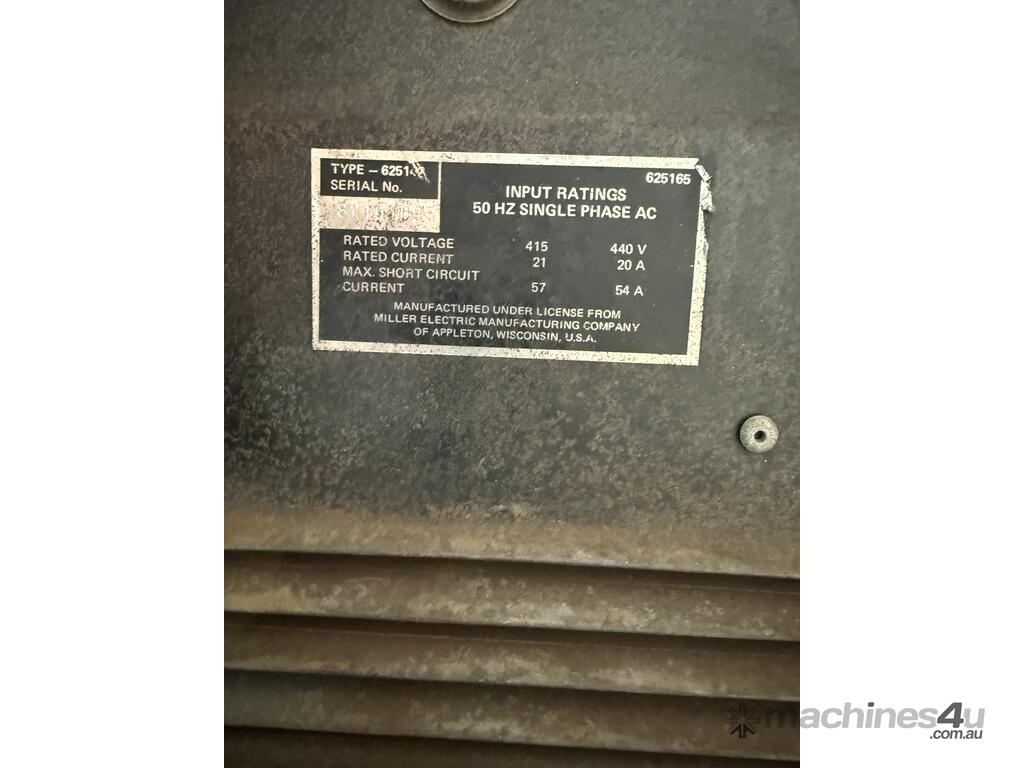 TYPE –
SERIAL No.
625165
INPUT RATINGS
50 HZ SINGLE PHASE AC
RATED VOLTAGE 415 440 V
RATED CURRENT 21 20 A
MAX. SHORT CIRCUIT
CURRENT 57 54 A
MANUFACTURED UNDER LICENSE FROM
MILLER ELECTRIC MANUFACTURING COMPANY
OF APPLETON, WISCONSIN, U.S.A.
machines4u
.com.au